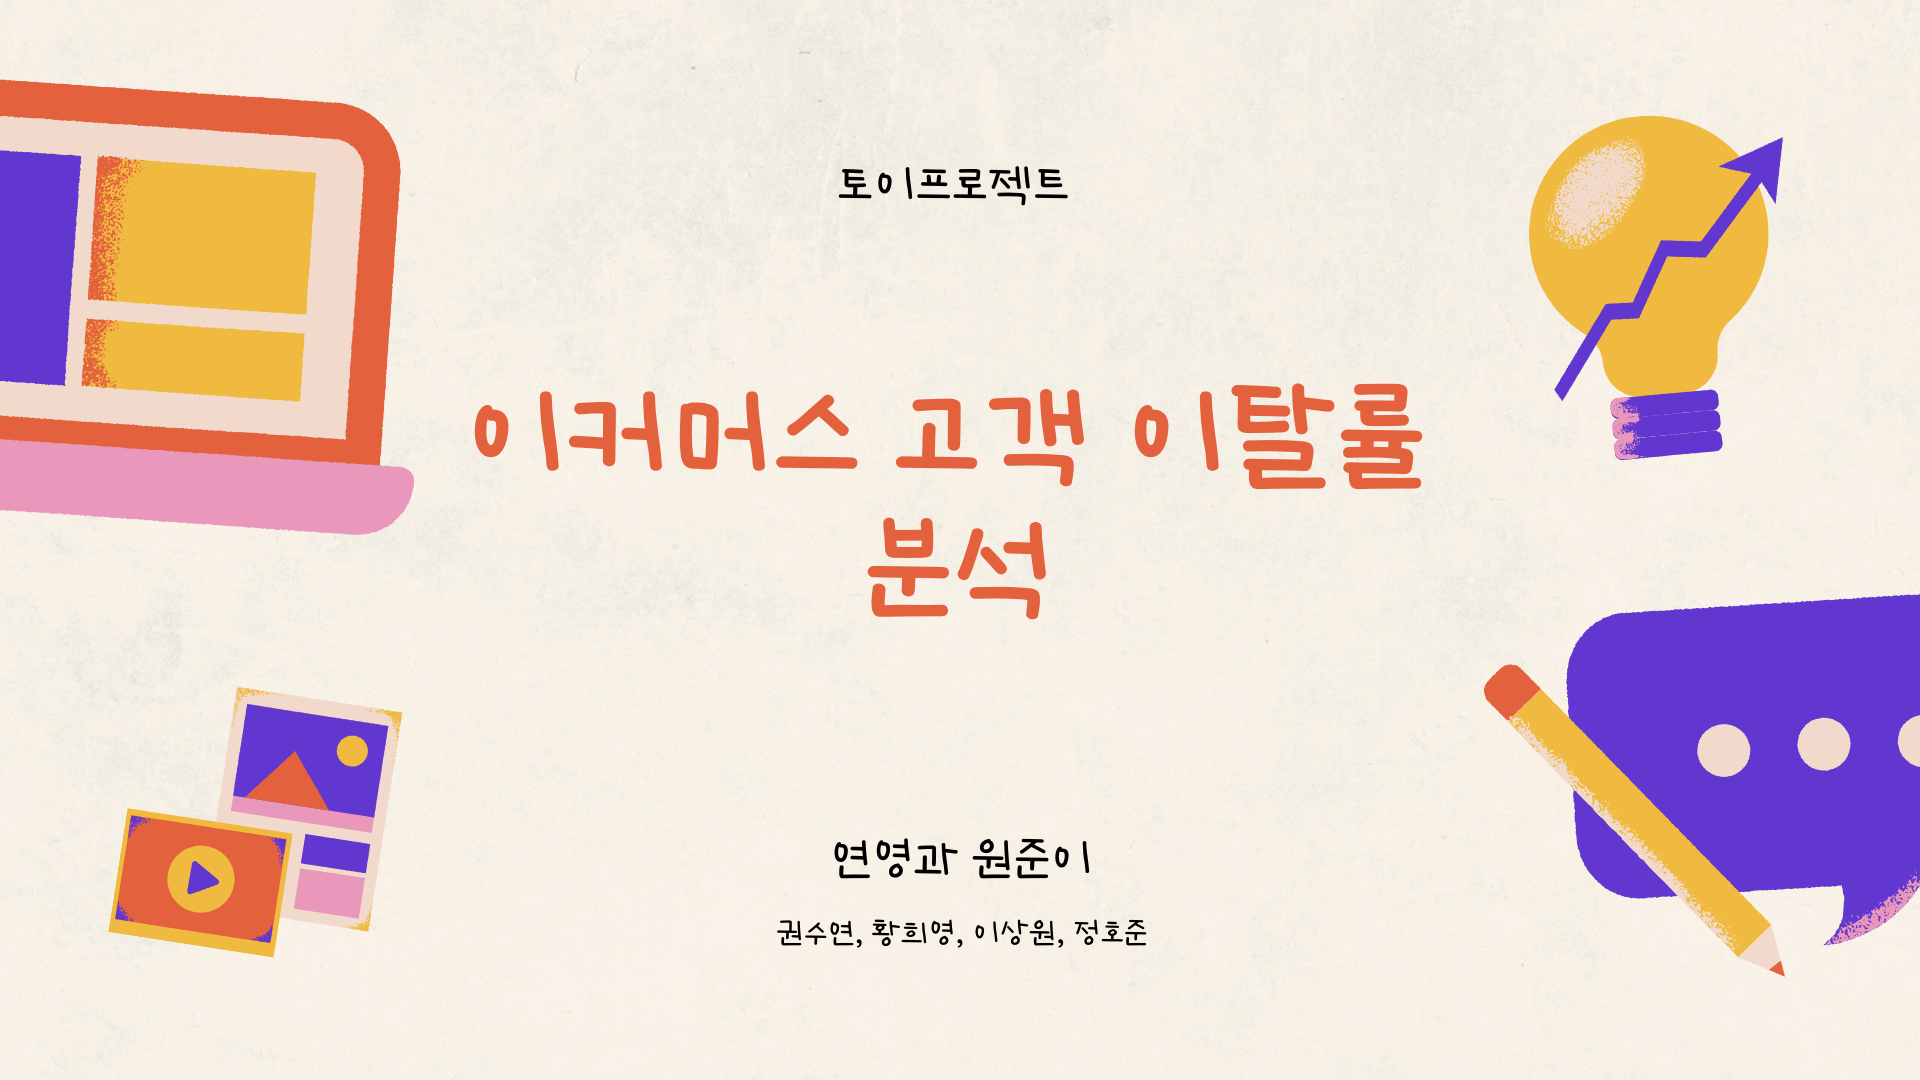 토이프로젝트
이커머스 고객 이탈률
분석
연영과 원준이
권수연, 황희영, 이상원, 정호준